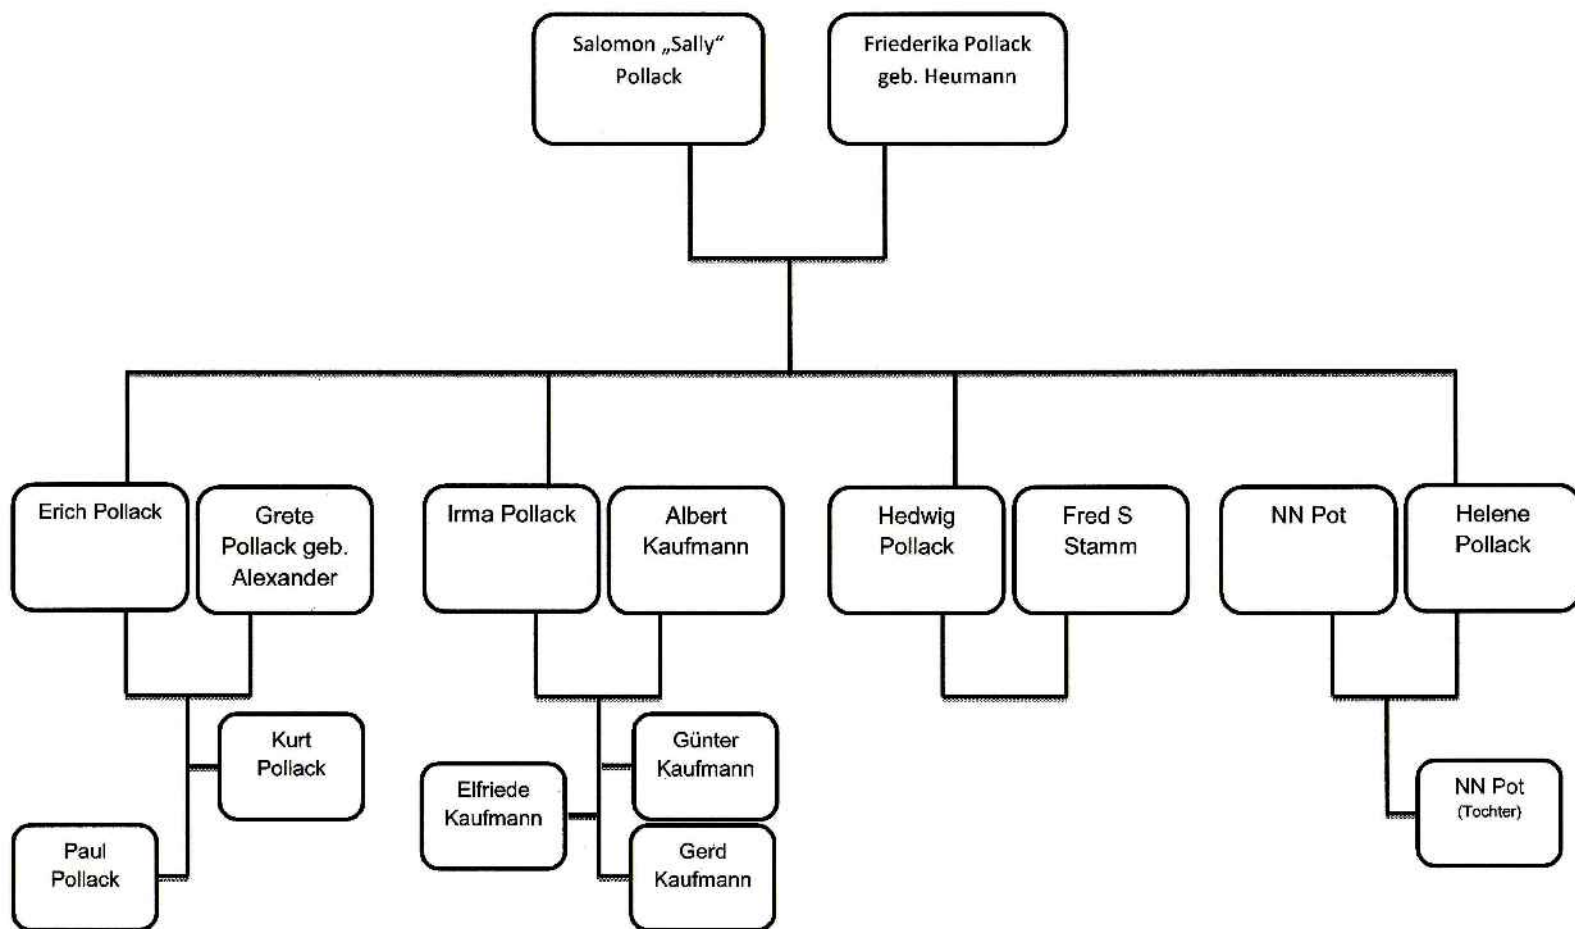 Salomon „Sally“
Pollack
Friederika Pollack
geb. Heumann
Erich Pollack
Grete
Pollack geb.
Alexander
Irma Pollack
Albert
Kaufmann
Hedwig
Pollack
Fred S
Stamm
NN Pot
Helene
Pollack
Kurt
Pollack
Paul
Pollack
Elfriede
Kaufmann
Günter
Kaufmann
Gerd
Kaufmann
NN Pot
(Tochter)